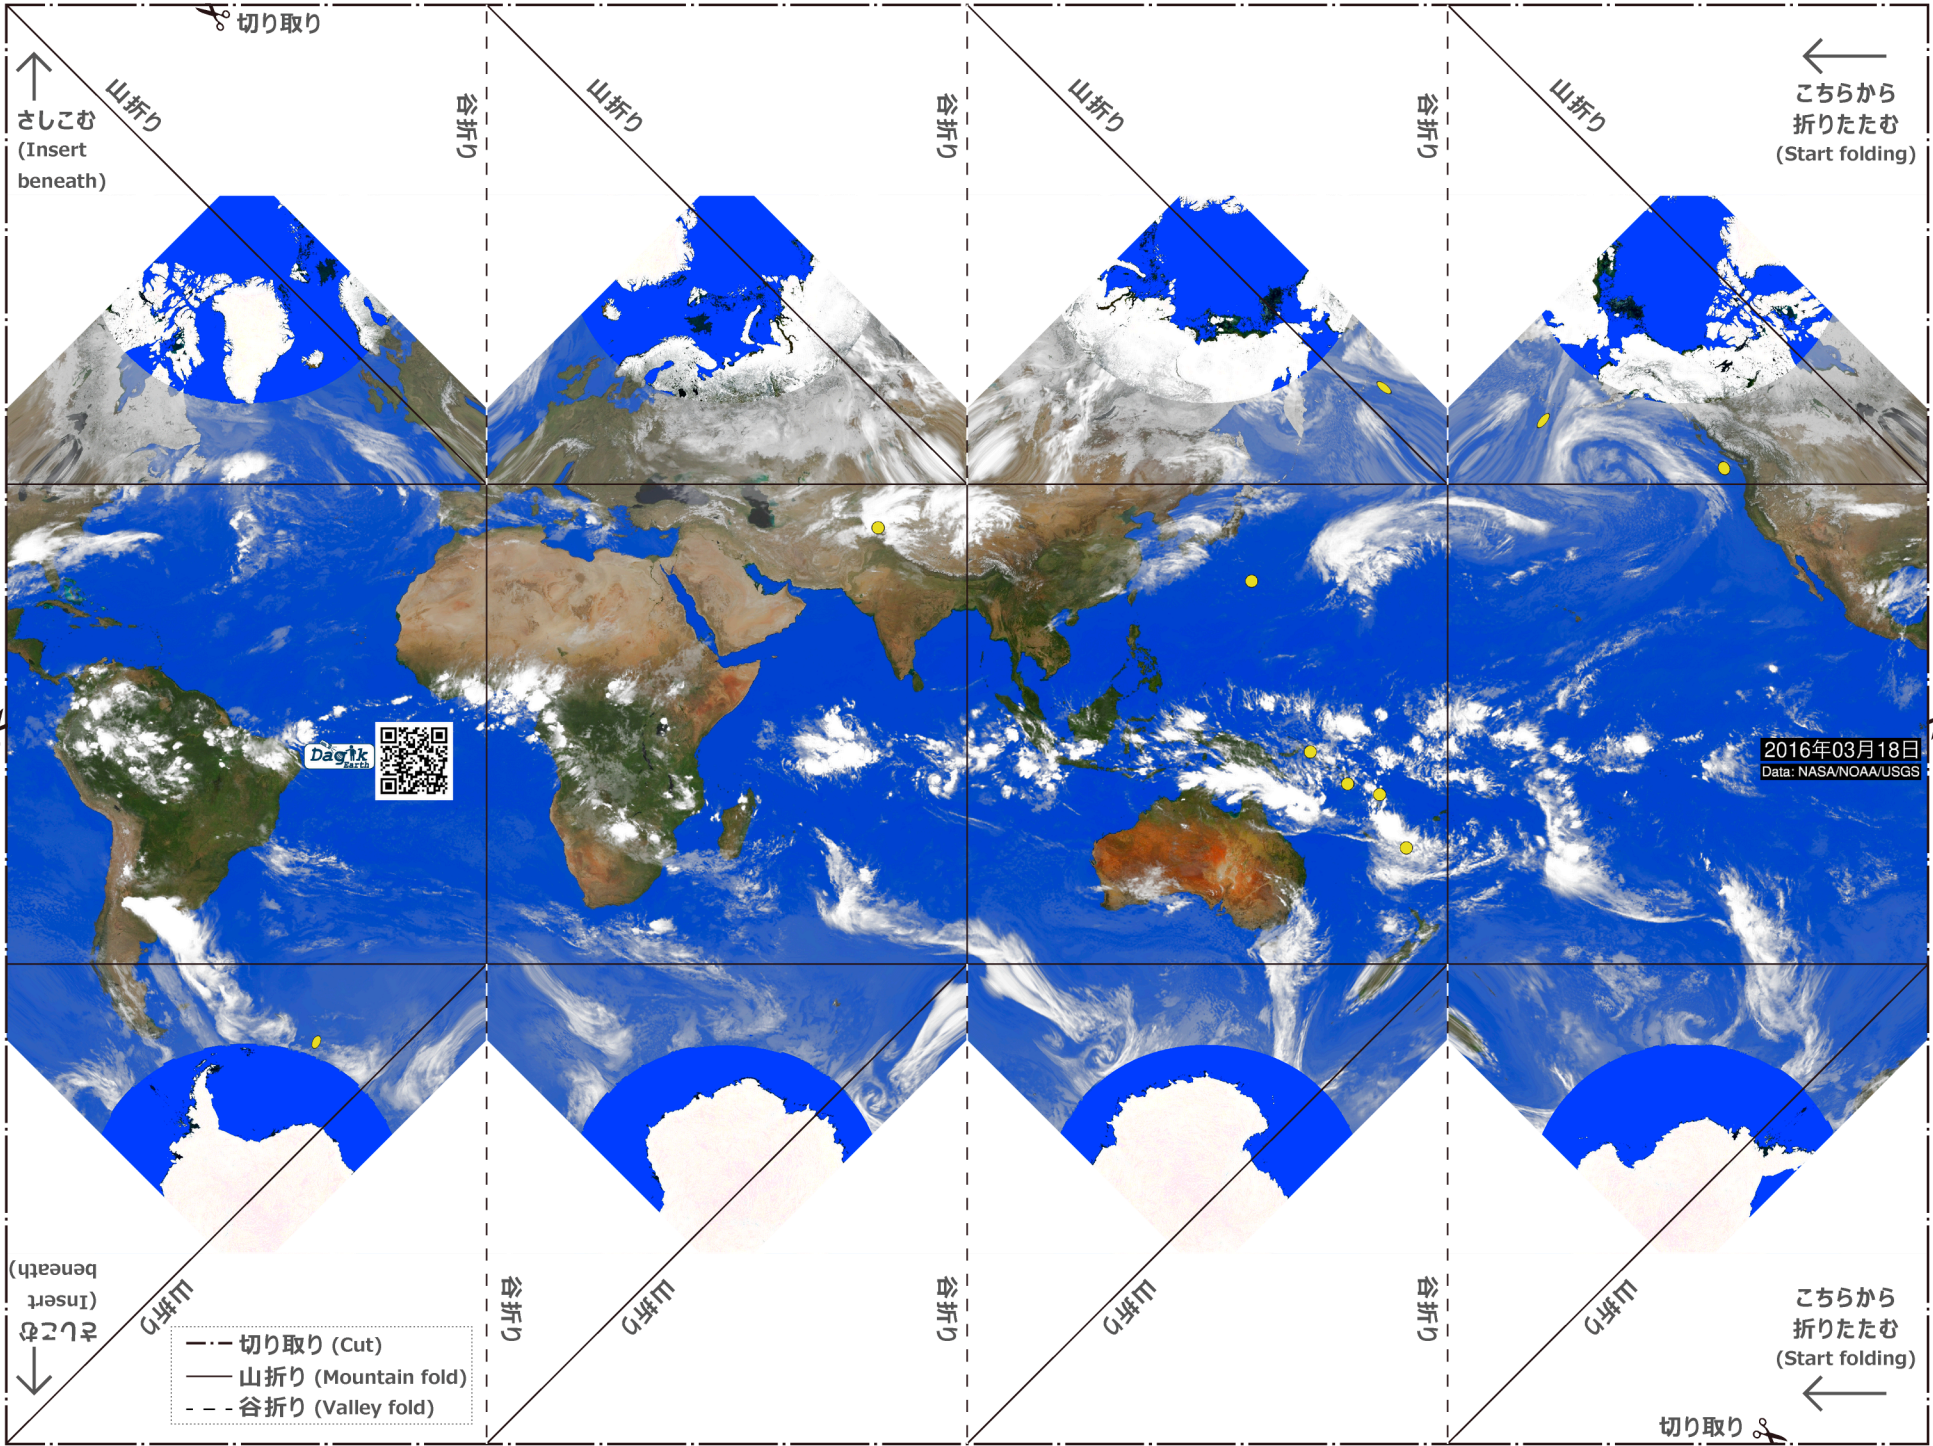 切り取り
山折り
谷折り
山折り
谷折り
山折り
谷折り
山折り
さしこむ
(Insert
beneath)
こちらから
折りたたむ
(Start folding)
Dagik
Earth
2016年03月18日
Data: NASA/NOAA/USGS
さしこむ
(Insert
beneath)
山折り
谷折り
山折り
谷折り
山折り
谷折り
山折り
切り取り (Cut)
山折り (Mountain fold)
谷折り (Valley fold)
こちらから
折りたたむ
(Start folding)
切り取り